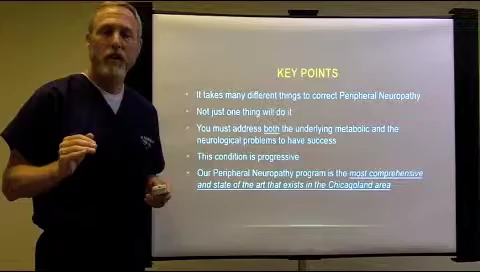 KEY POINTS
• It takes many different things to correct Peripheral Neuropathy
• Not just one thing will do it
• You must address both the underlying metabolic and the
neurological problems to have success
• This condition is progressive
• Our Peripheral Neuropathy program is the most comprehensive
and state of the art that exists in the Chicagoland area